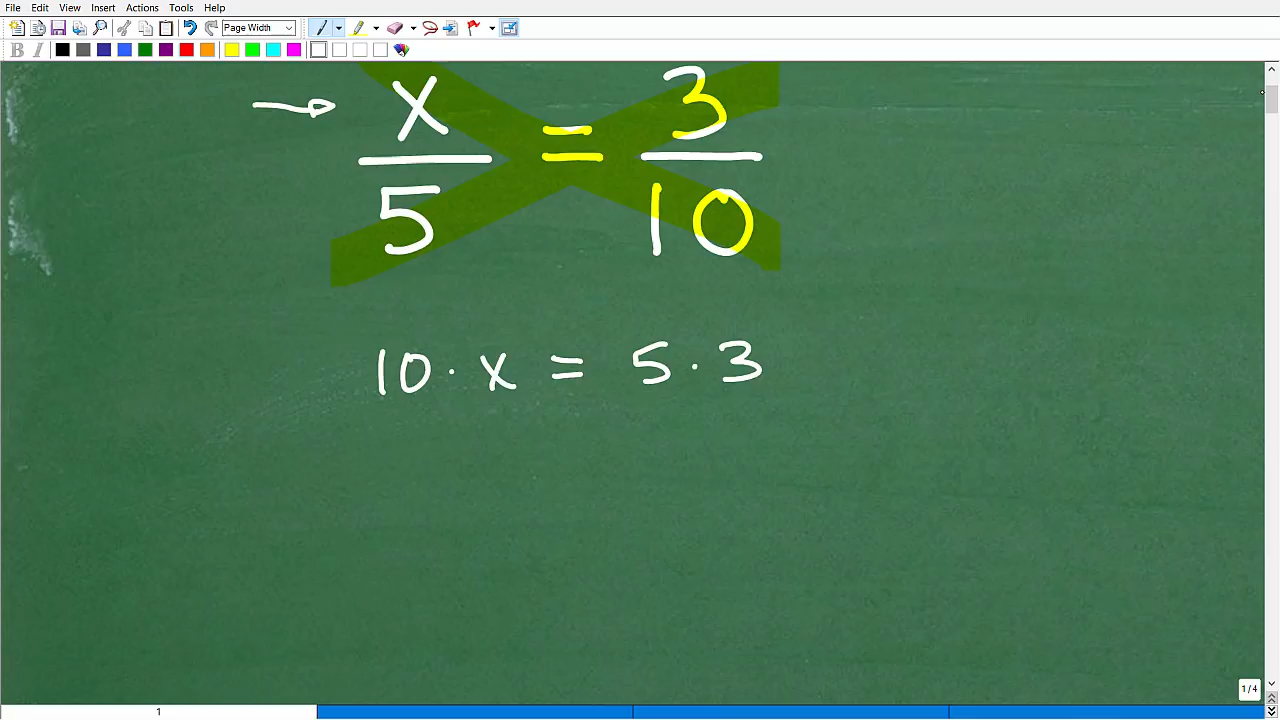 File Edit View Insert Actions Tools Help
Page Width
B I
x/5 = 3/10
10 · x = 5 · 3
1/4
1